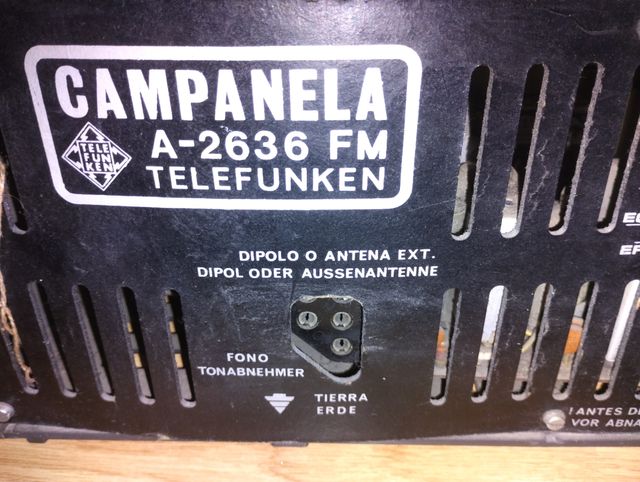 CAMPANELA
TELE
FUN
KEN
A-2636 FM
TELEFUNKEN
DIPOLO O ANTENA EXT.
DIPOL ODER AUSSENANTENNE
FONO
TONABNEHMER
TIERRA
ERDE
! ANTES DE
VOR ABNA